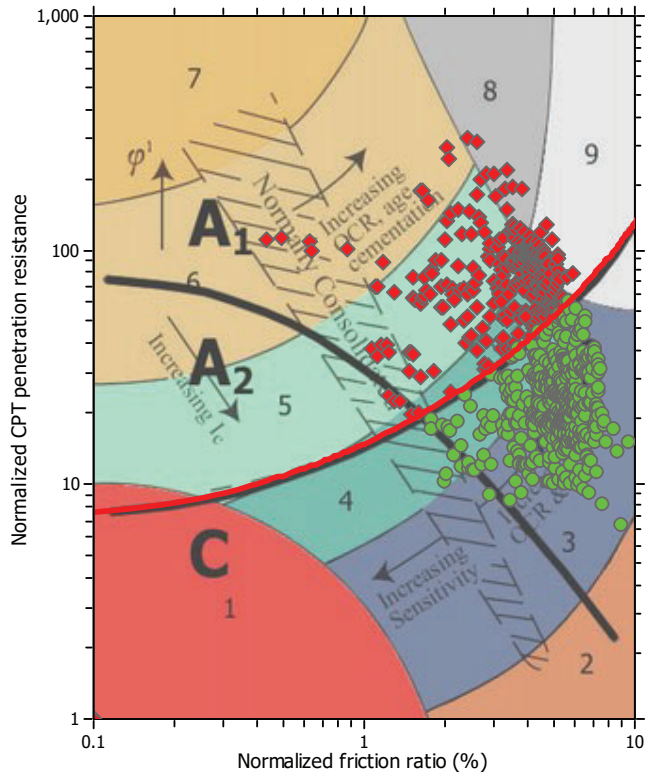 1,000
7
8
9
φ'
Normally Consolidated
Increasing
OCR, age,
cementation
A1
100
6
A2
Increasing Ic
5
10
4
C
3
1
Increasing
Sensitivity
2
1
0.1
1
10
Normalized CPT penetration resistance
Normalized friction ratio (%)